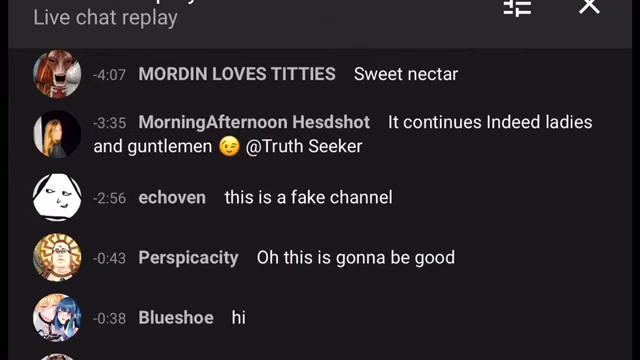 Live chat replay
-4:07 MORDIN LOVES TITTIES Sweet nectar
-3:35 MorningAfternoon Hesdshot It continues Indeed ladies
and guntlemen 😉 @Truth Seeker
-2:56 echoven this is a fake channel
-0:43 Perspicacity Oh this is gonna be good
-0:38 Blueshoe hi